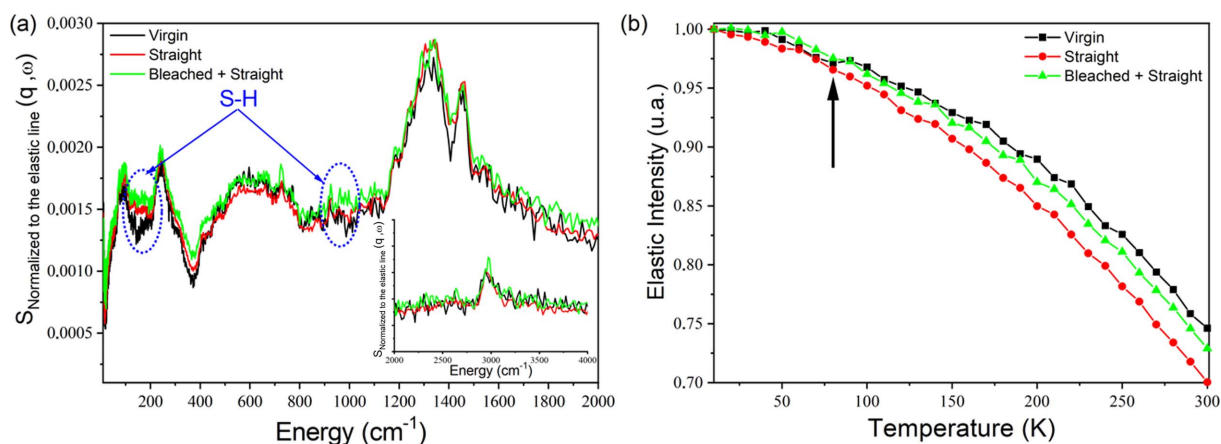 (a)
0,0030
0,0025
0,0020
0,0015
0,0010
0,0005
S Normalized to the elastic line (q ,ω)
Virgin
Straight
Bleached + Straight
S-H
200 400 600 800 1000 1200 1400 1600 1800 2000
Energy (cm-1)
S Normalized to the elastic line (q, ω)
2000 2500 3000 3500 4000
Energy (cm-1)
(b)
1.00
0.95
0.90
0.85
0.80
0.75
0.70
Elastic Intensity (u.a.)
Virgin
Straight
Bleached + Straight
0 50 100 150 200 250 300
Temperature (K)